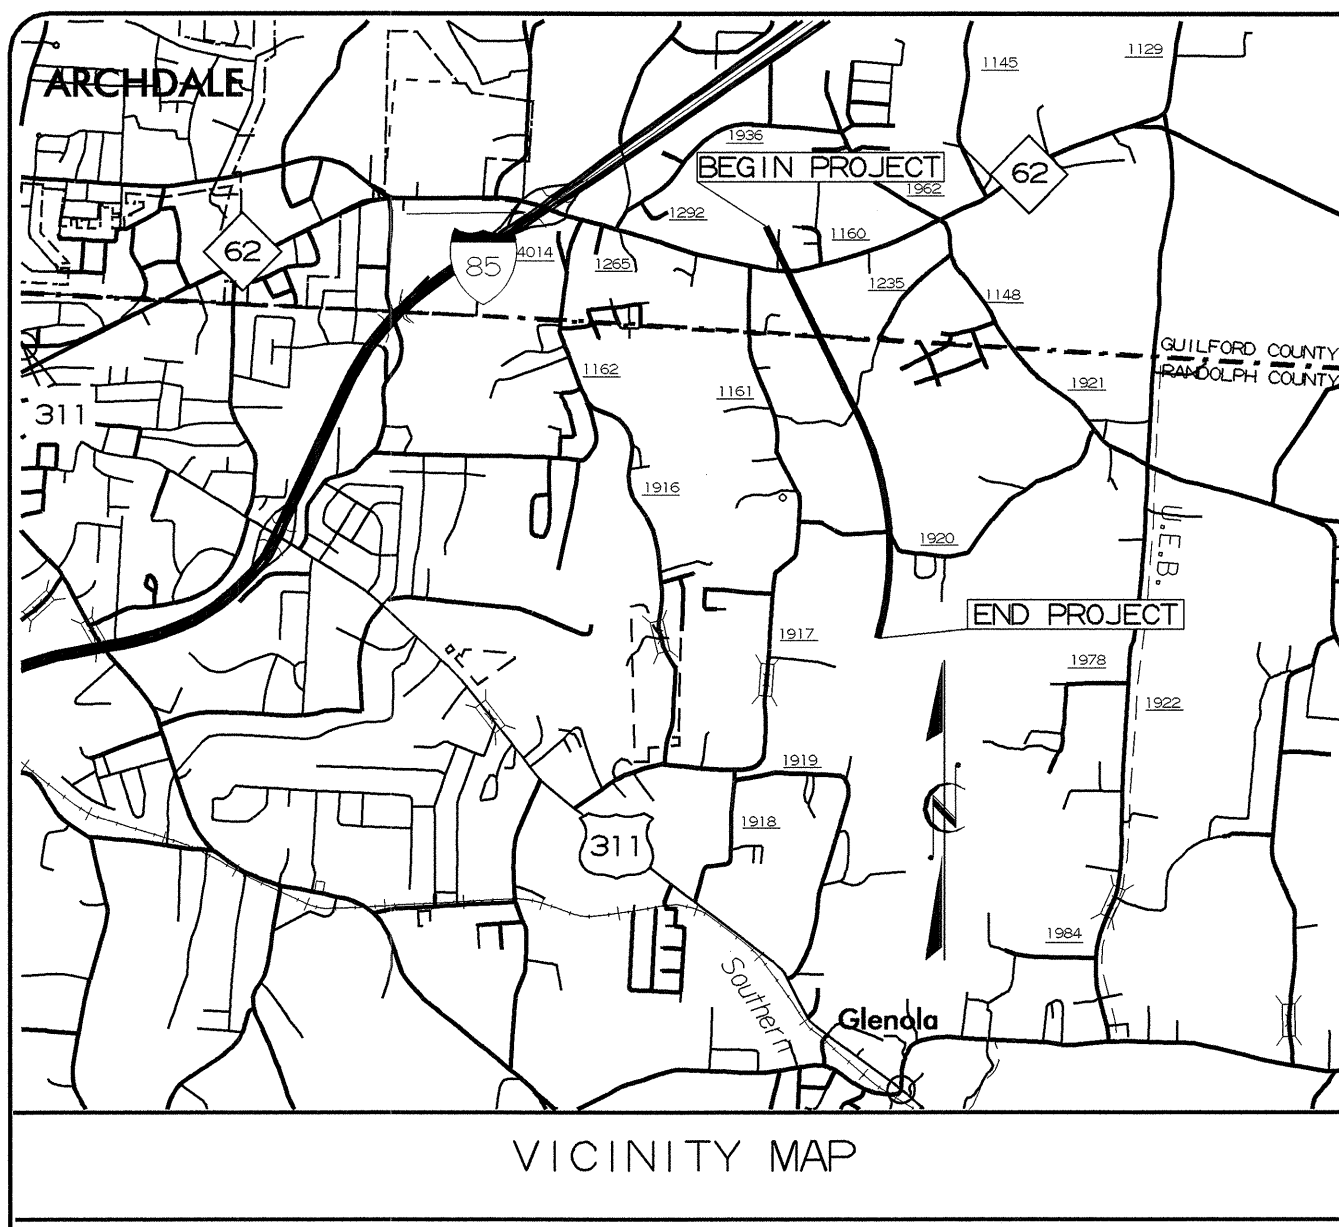 1145
1129
ARCHDALE
1936
BEGIN PROJECT
62
1962
1292
62
1160
4014
85
1265
1235
1148
GUILFORD COUNTY
RANDOLPH COUNTY
1162
1921
1161
311
1916
U.E.B.
1920
END PROJECT
1917
1978
1922
1919
N
1918
311
1984
Southern
Glenola
VICINITY MAP